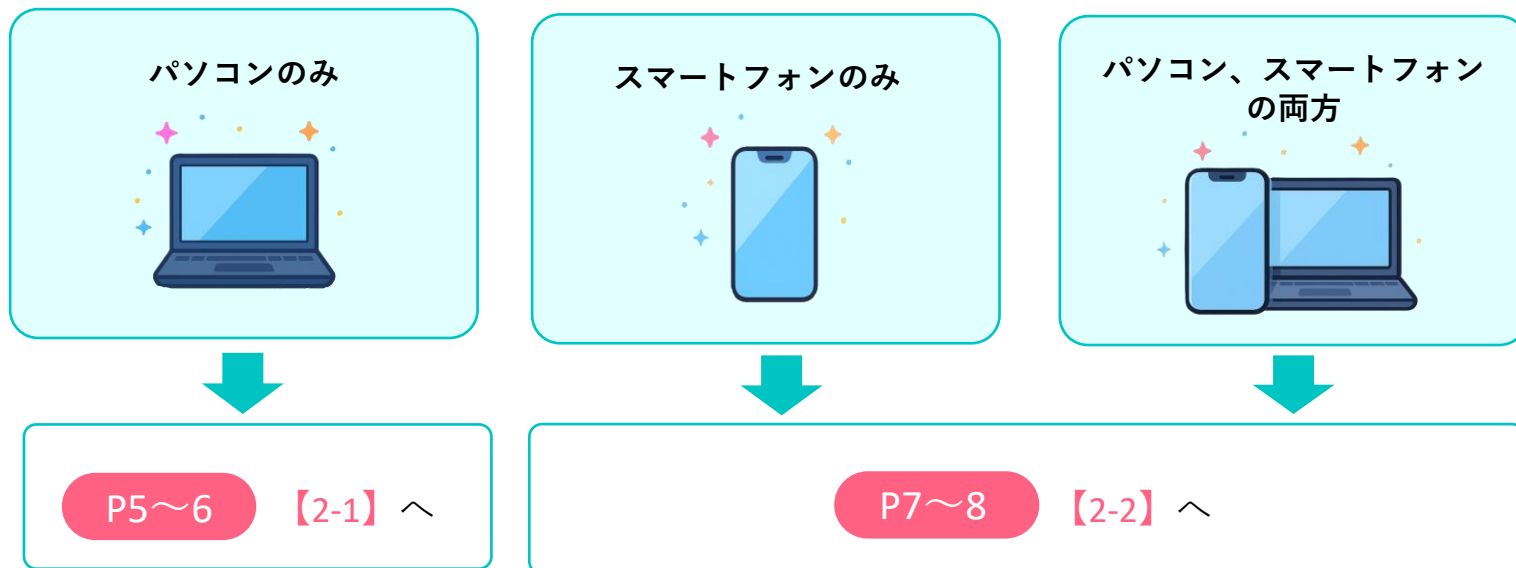 パソコンのみ
スマートフォンのみ
パソコン、スマートフォン
の両方
P5～6 【2-1】 へ
P7～8 【2-2】 へ